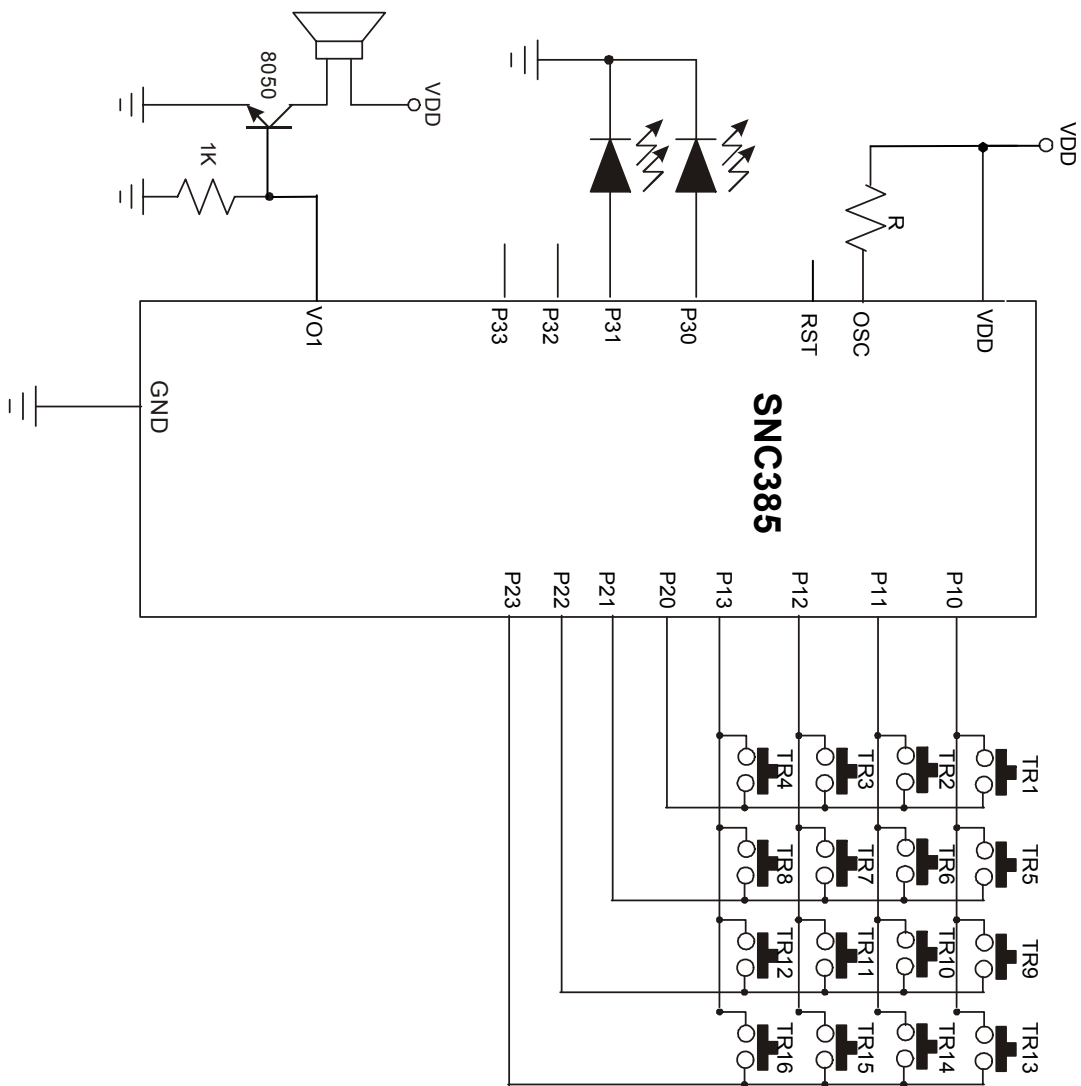 VDD
R
VDD
OSC
RST
P30
P31
P32
P33
VDD
8050
1K
VO1
GND
SNC385
P10
P11
P12
P13
P20
P21
P22
P23
TR1
TR2
TR3
TR4
TR5
TR6
TR7
TR8
TR9
TR10
TR11
TR12
TR13
TR14
TR15
TR16